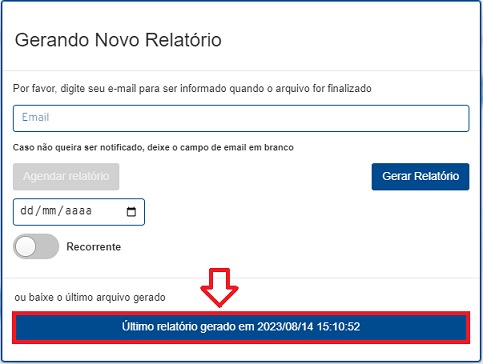 Gerando Novo Relatório
Por favor, digite seu e-mail para ser informado quando o arquivo for finalizado
Email
Caso não queira ser notificado, deixe o campo de email em branco
Agendar relatório
Gerar Relatório
dd/mm/aaaa
Recorrente
ou baixe o último arquivo gerado
Último relatório gerado em 2023/08/14 15:10:52